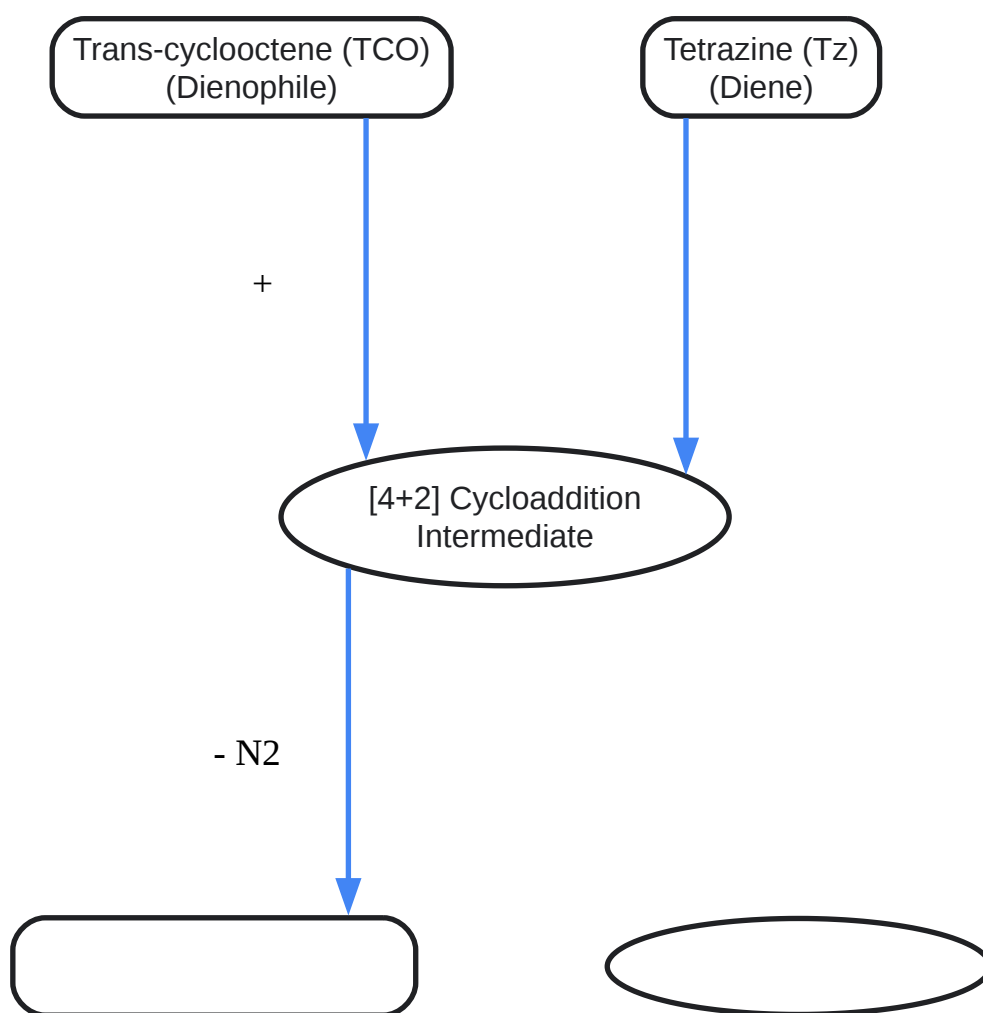 Trans-cyclooctene (TCO)
(Dienophile)
Tetrazine (Tz)
(Diene)
+
[4+2] Cycloaddition
Intermediate
- N2